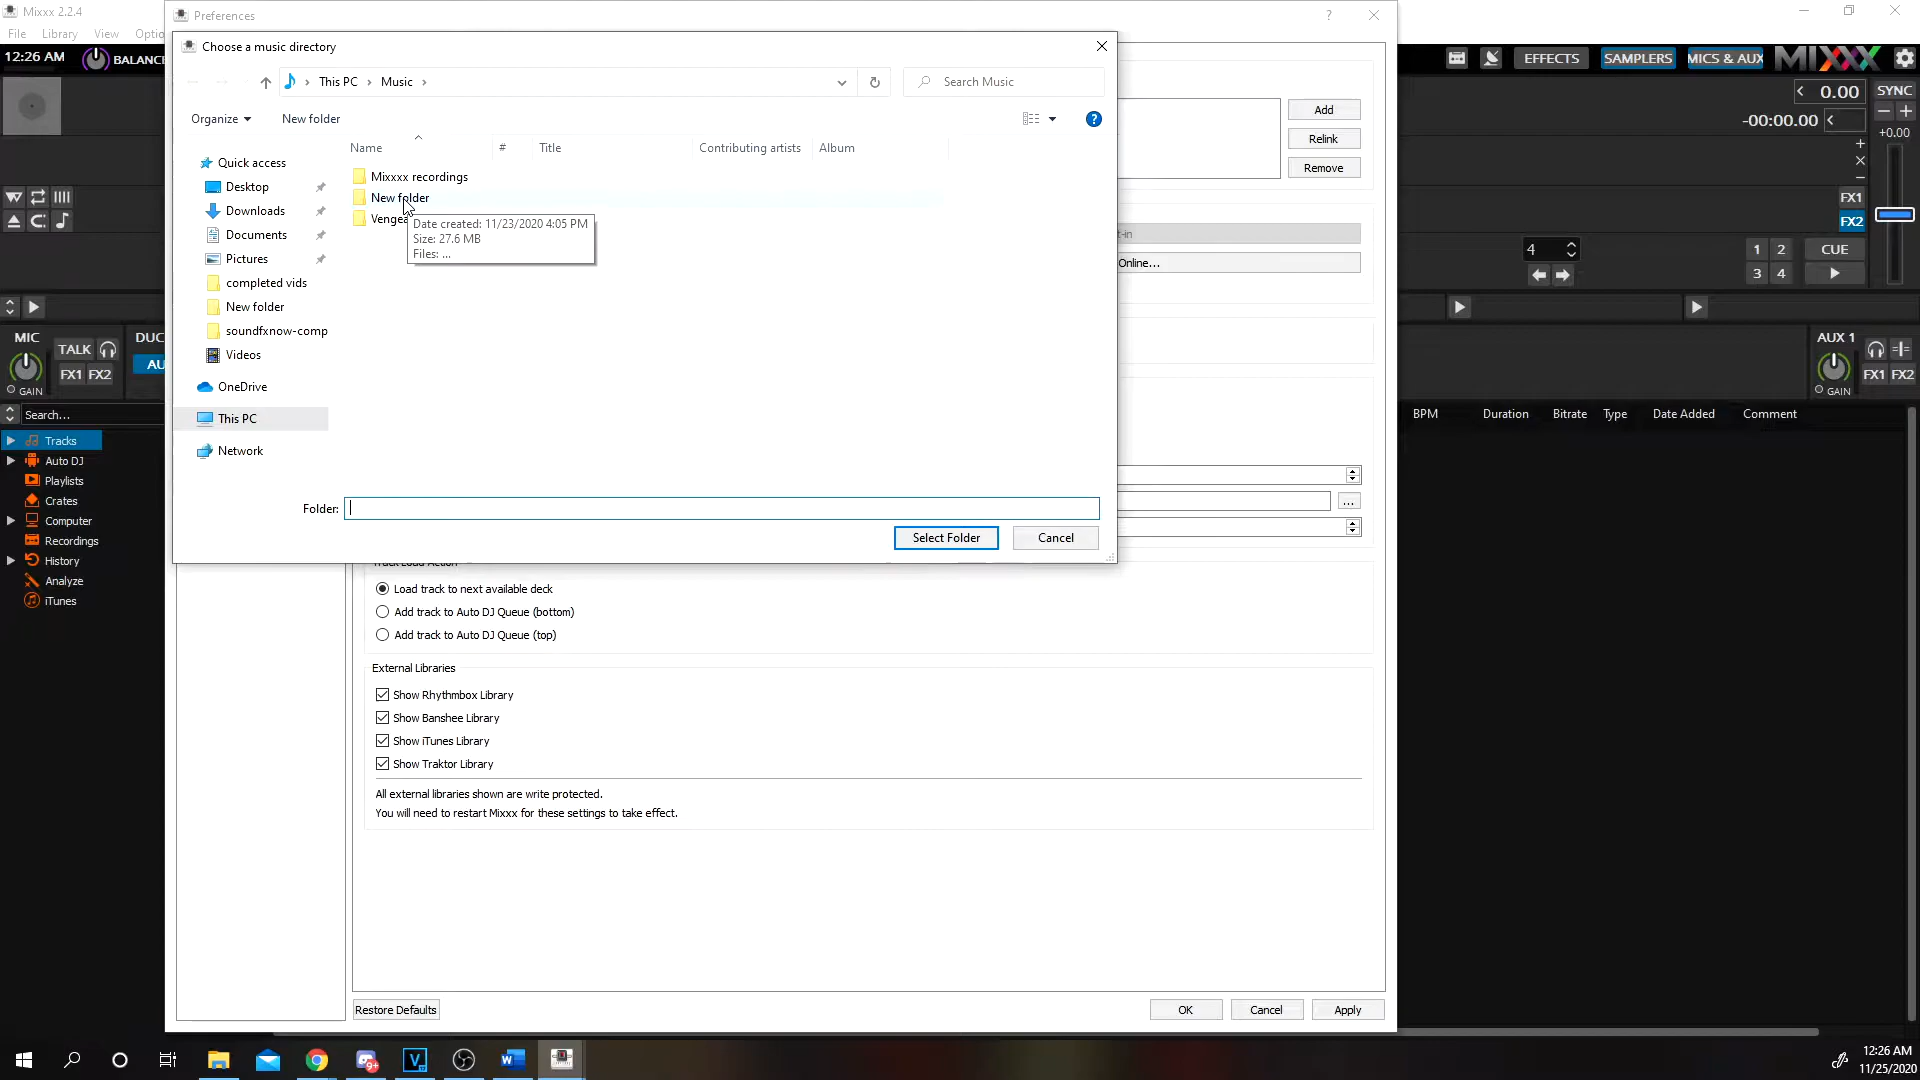 Mixxx 2.2.4
Preferences
?
File Library View Optio
Choose a music directory
12:26 AM
BALANCE
EFFECTS
SAMPLERS
MICS & AUX
MIXXX
This PC
Music
Search Music
0.00
SYNC
-00:00.00
+0.00
Organize
New folder
?
Add
Relink
Remove
Name
#
Title
Contributing artists
Album
Quick access
Desktop
Downloads
Documents
Pictures
completed vids
New folder
soundfxnow-comp
Videos
OneDrive
This PC
Network
Mixxxx recordings
New folder
Vengea
Date created: 11/23/2020 4:05 PM
Size: 27.6 MB
Files: ...
FX1
FX2
Online...
4
1 2
3 4
CUE
MIC
TALK
DUC
AU
FX1 FX2
GAIN
AUX 1
FX1 FX2
GAIN
Search...
BPM
Duration
Bitrate
Type
Date Added
Comment
Tracks
Auto DJ
Playlists
Crates
Computer
Recordings
History
Analyze
iTunes
Folder:
Select Folder
Cancel
...
Load track to next available deck
Add track to Auto DJ Queue (bottom)
Add track to Auto DJ Queue (top)
External Libraries
Show Rhythmbox Library
Show Banshee Library
Show iTunes Library
Show Traktor Library
All external libraries shown are write protected.
You will need to restart Mixxx for these settings to take effect.
Restore Defaults
OK
Cancel
Apply
12:26 AM
11/25/2020